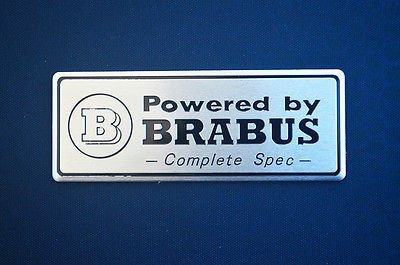 B
Powered by
BRABUS
– Complete Spec –